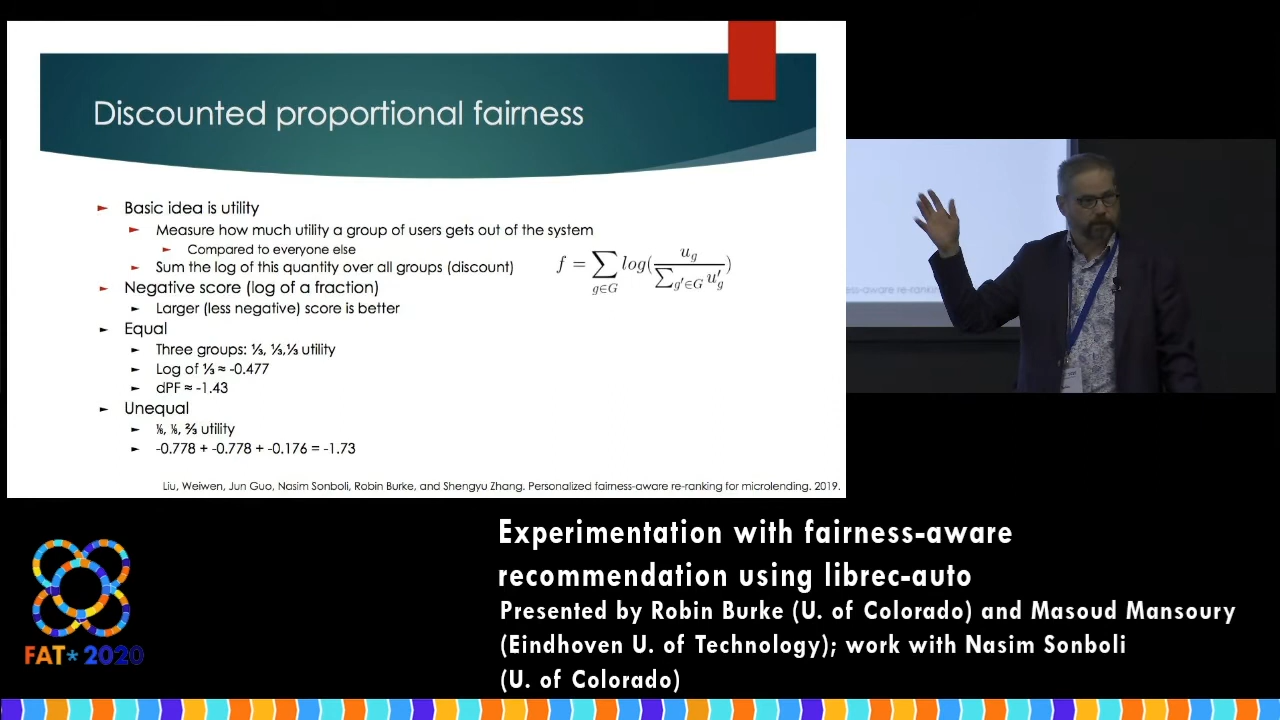 Discounted proportional fairness
Basic idea is utility
Measure how much utility a group of users gets out of the system
Compared to everyone else
Sum the log of this quantity over all groups (discount)
f = ∑_{g∈G} log(u_g / ∑_{g'∈G} u'_g)
Negative score (log of a fraction)
Larger (less negative) score is better
Equal
Three groups: ⅓, ⅓,⅓ utility
Log of ⅓ ≈ -0.477
dPF ≈ -1.43
Unequal
⅙, ⅙, ⅔ utility
-0.778 + -0.778 + -0.176 = -1.73
Liu, Weiwen, Jun Guo, Nasim Sonboli, Robin Burke, and Shengyu Zhang. Personalized fairness-aware re-ranking for microlending. 2019.
Experimentation with fairness-aware
recommendation using librec-auto
Presented by Robin Burke (U. of Colorado) and Masoud Mansoury
(Eindhoven U. of Technology); work with Nasim Sonboli
(U. of Colorado)
FAT* 2020